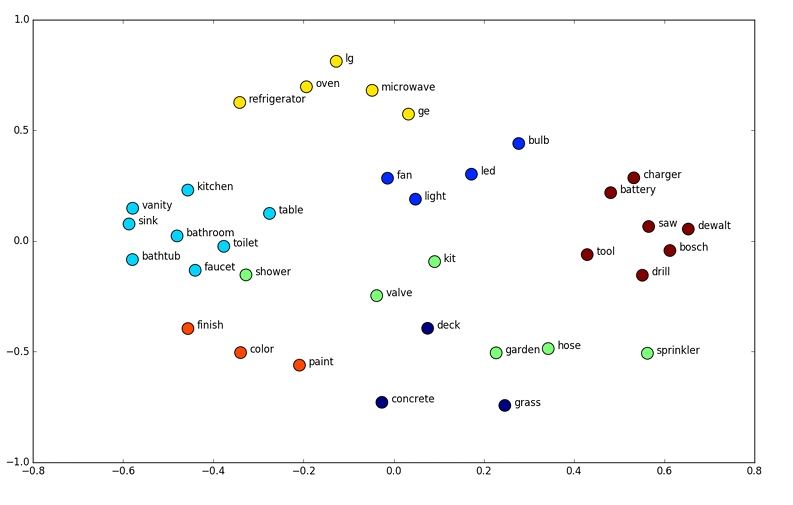 1.0
lg
oven
microwave
refrigerator
ge
0.5
bulb
led
fan
charger
kitchen
battery
light
vanity
table
sink
saw
dewalt
bathroom
0.0
toilet
bosch
tool
kit
bathtub
faucet
shower
drill
valve
finish
deck
color
garden
hose
sprinkler
−0.5
paint
concrete
grass
−1.0
−0.8 −0.6 −0.4 −0.2 0.0 0.2 0.4 0.6 0.8